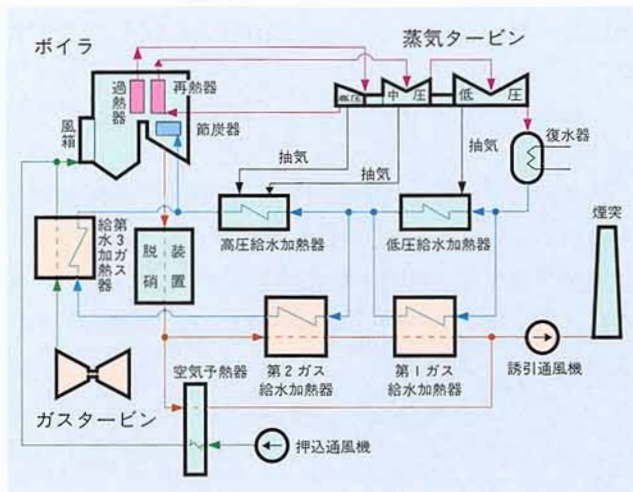 ボイラ
蒸気タービン
過熱器
再熱器
節炭器
風箱
高圧
中圧
低圧
抽気
抽気
抽気
復水器
煙突
第3ガス
給水加熱器
脱硝
装置
高圧給水加熱器
低圧給水加熱器
第2ガス
給水加熱器
第1ガス
給水加熱器
誘引通風機
ガスタービン
空気予熱器
押込通風機